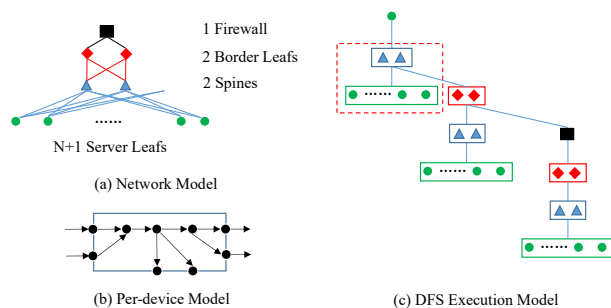 1 Firewall
2 Border Leafs
2 Spines
......
N+1 Server Leafs
(a) Network Model
(b) Per-device Model
......
......
......
(c) DFS Execution Model